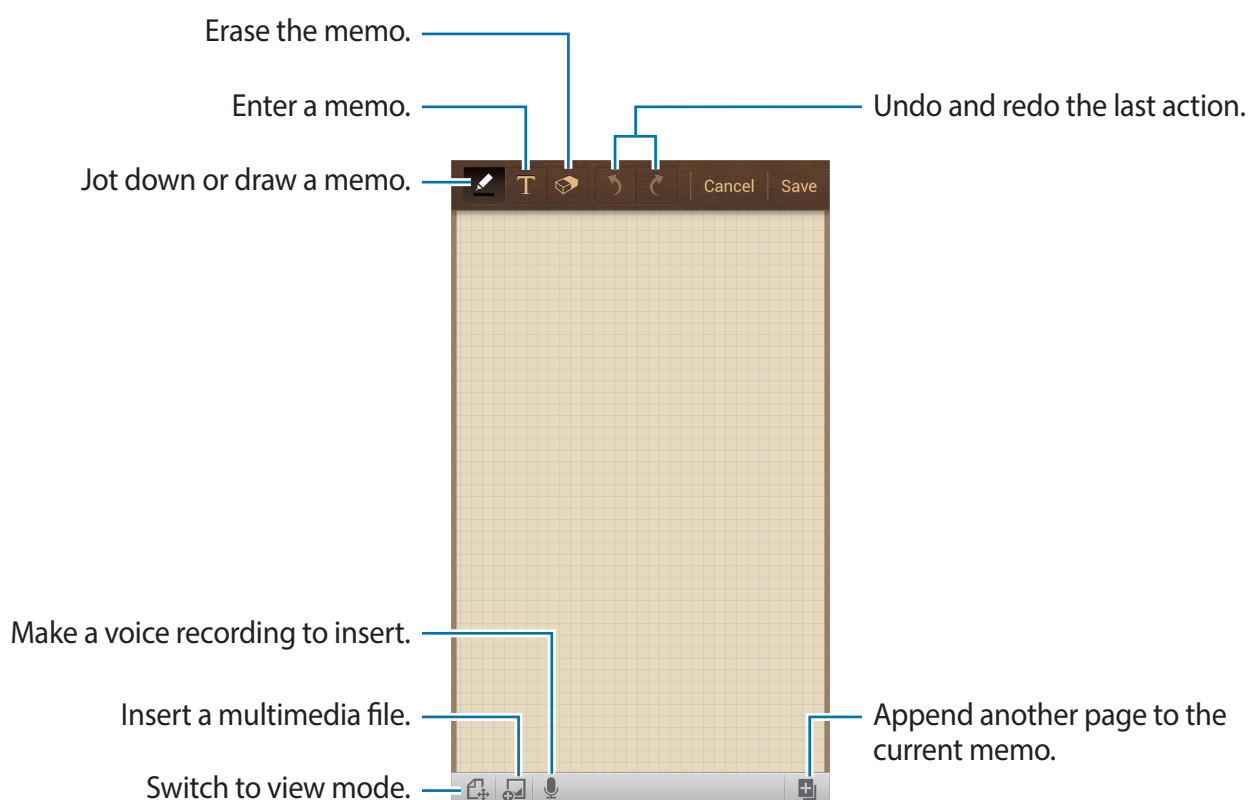 Erase the memo.
Enter a memo.
Undo and redo the last action.
Jot down or draw a memo.
T
Cancel
Save
Make a voice recording to insert.
Insert a multimedia file.
Append another page to the
current memo.
Switch to view mode.